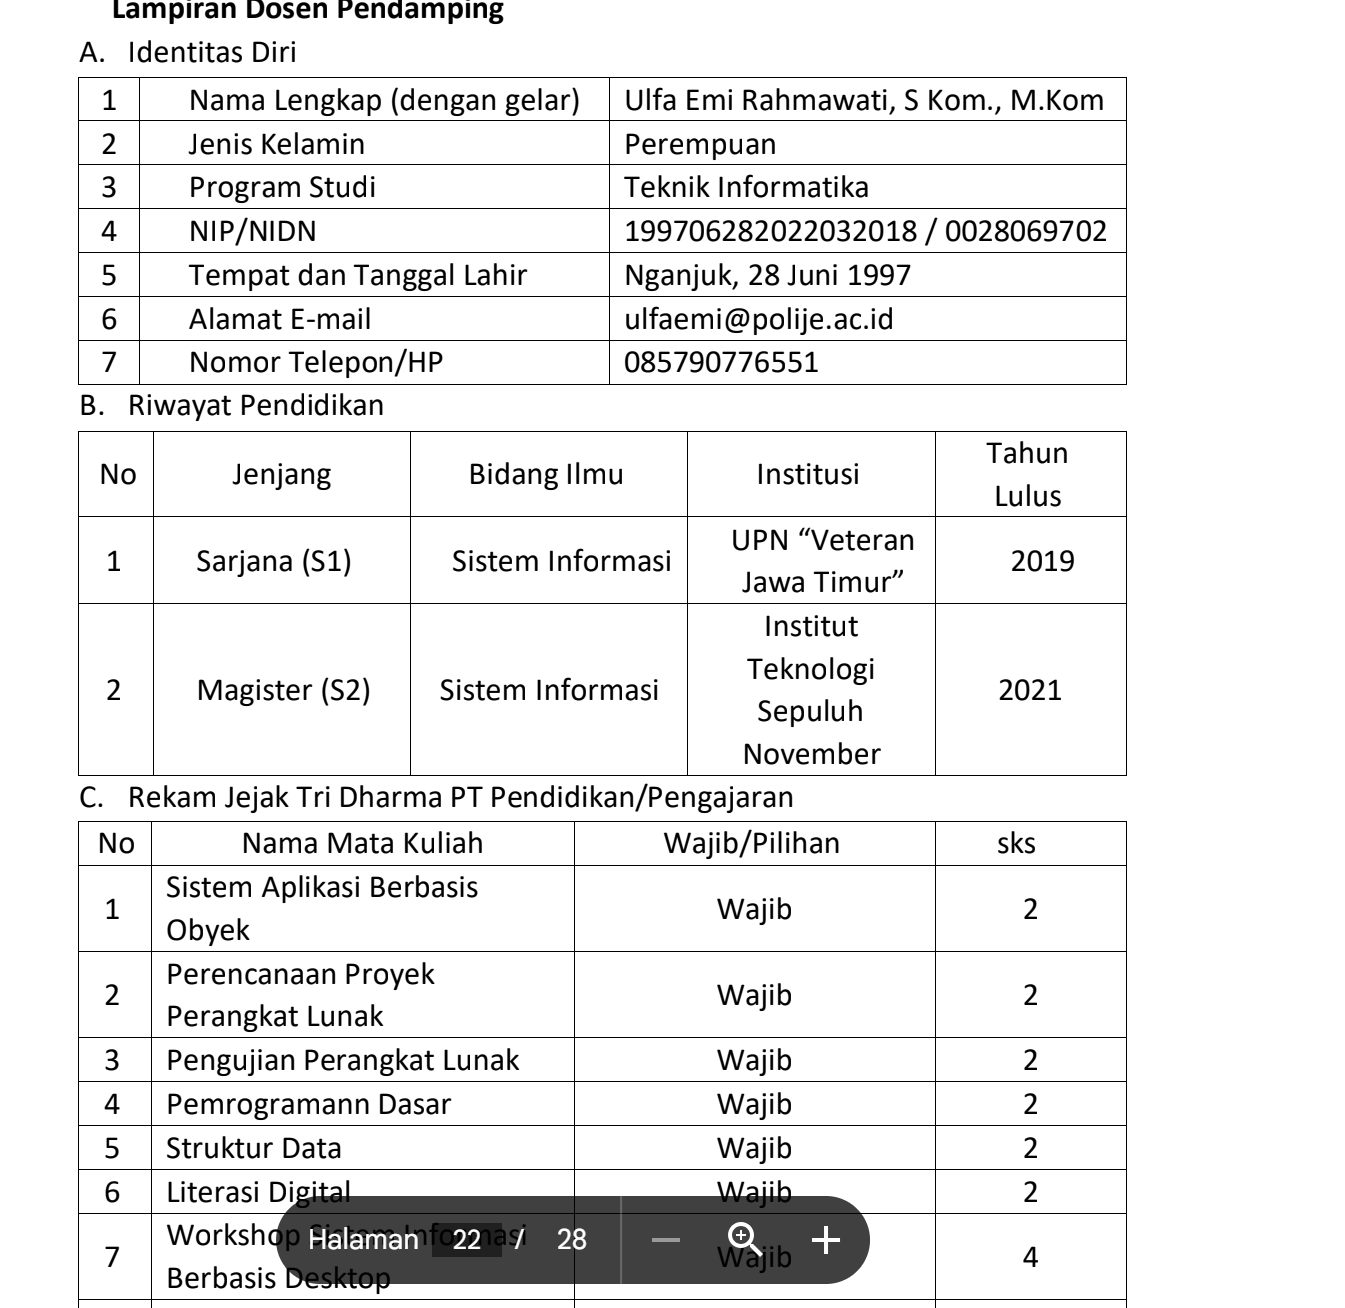 Lampiran Dosen Pendamping
A. Identitas Diri
1 Nama Lengkap (dengan gelar) Ulfa Emi Rahmawati, S Kom., M.Kom
2 Jenis Kelamin Perempuan
3 Program Studi Teknik Informatika
4 NIP/NIDN 199706282022032018 / 0028069702
5 Tempat dan Tanggal Lahir Nganjuk, 28 Juni 1997
6 Alamat E-mail ulfaemi@polije.ac.id
7 Nomor Telepon/HP 085790776551
B. Riwayat Pendidikan
No Jenjang Bidang Ilmu Institusi Tahun
Lulus
1 Sarjana (S1) Sistem Informasi UPN “Veteran
Jawa Timur” 2019
2 Magister (S2) Sistem Informasi Institut
Teknologi
Sepuluh
November 2021
C. Rekam Jejak Tri Dharma PT Pendidikan/Pengajaran
No Nama Mata Kuliah Wajib/Pilihan sks
1 Sistem Aplikasi Berbasis
Obyek Wajib 2
2 Perencanaan Proyek
Perangkat Lunak Wajib 2
3 Pengujian Perangkat Lunak Wajib 2
4 Pemrogramann Dasar Wajib 2
5 Struktur Data Wajib 2
6 Literasi Digital Wajib 2
7 Workshop Sistem Informasi
Berbasis Desktop Wajib 4
Halaman 22 / 28